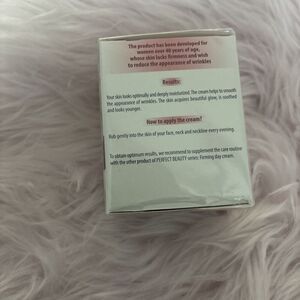 The product has been developed for
women over 40 years of age,
whose skin lacks firmness and wish
to reduce the appearance of wrinkles
Results:
Your skin looks optimally and deeply moisturized. The cream helps to smooth
the appearance of wrinkles. The skin acquires beautiful glow, is soothed
and looks younger.
How to apply the cream?
Rub gently into the skin of your face, neck and neckline every evening.
To obtain optimum results, we recommend to supplement the care routine
with the other product of PERFECT BEAUTY series: Firming day cream.